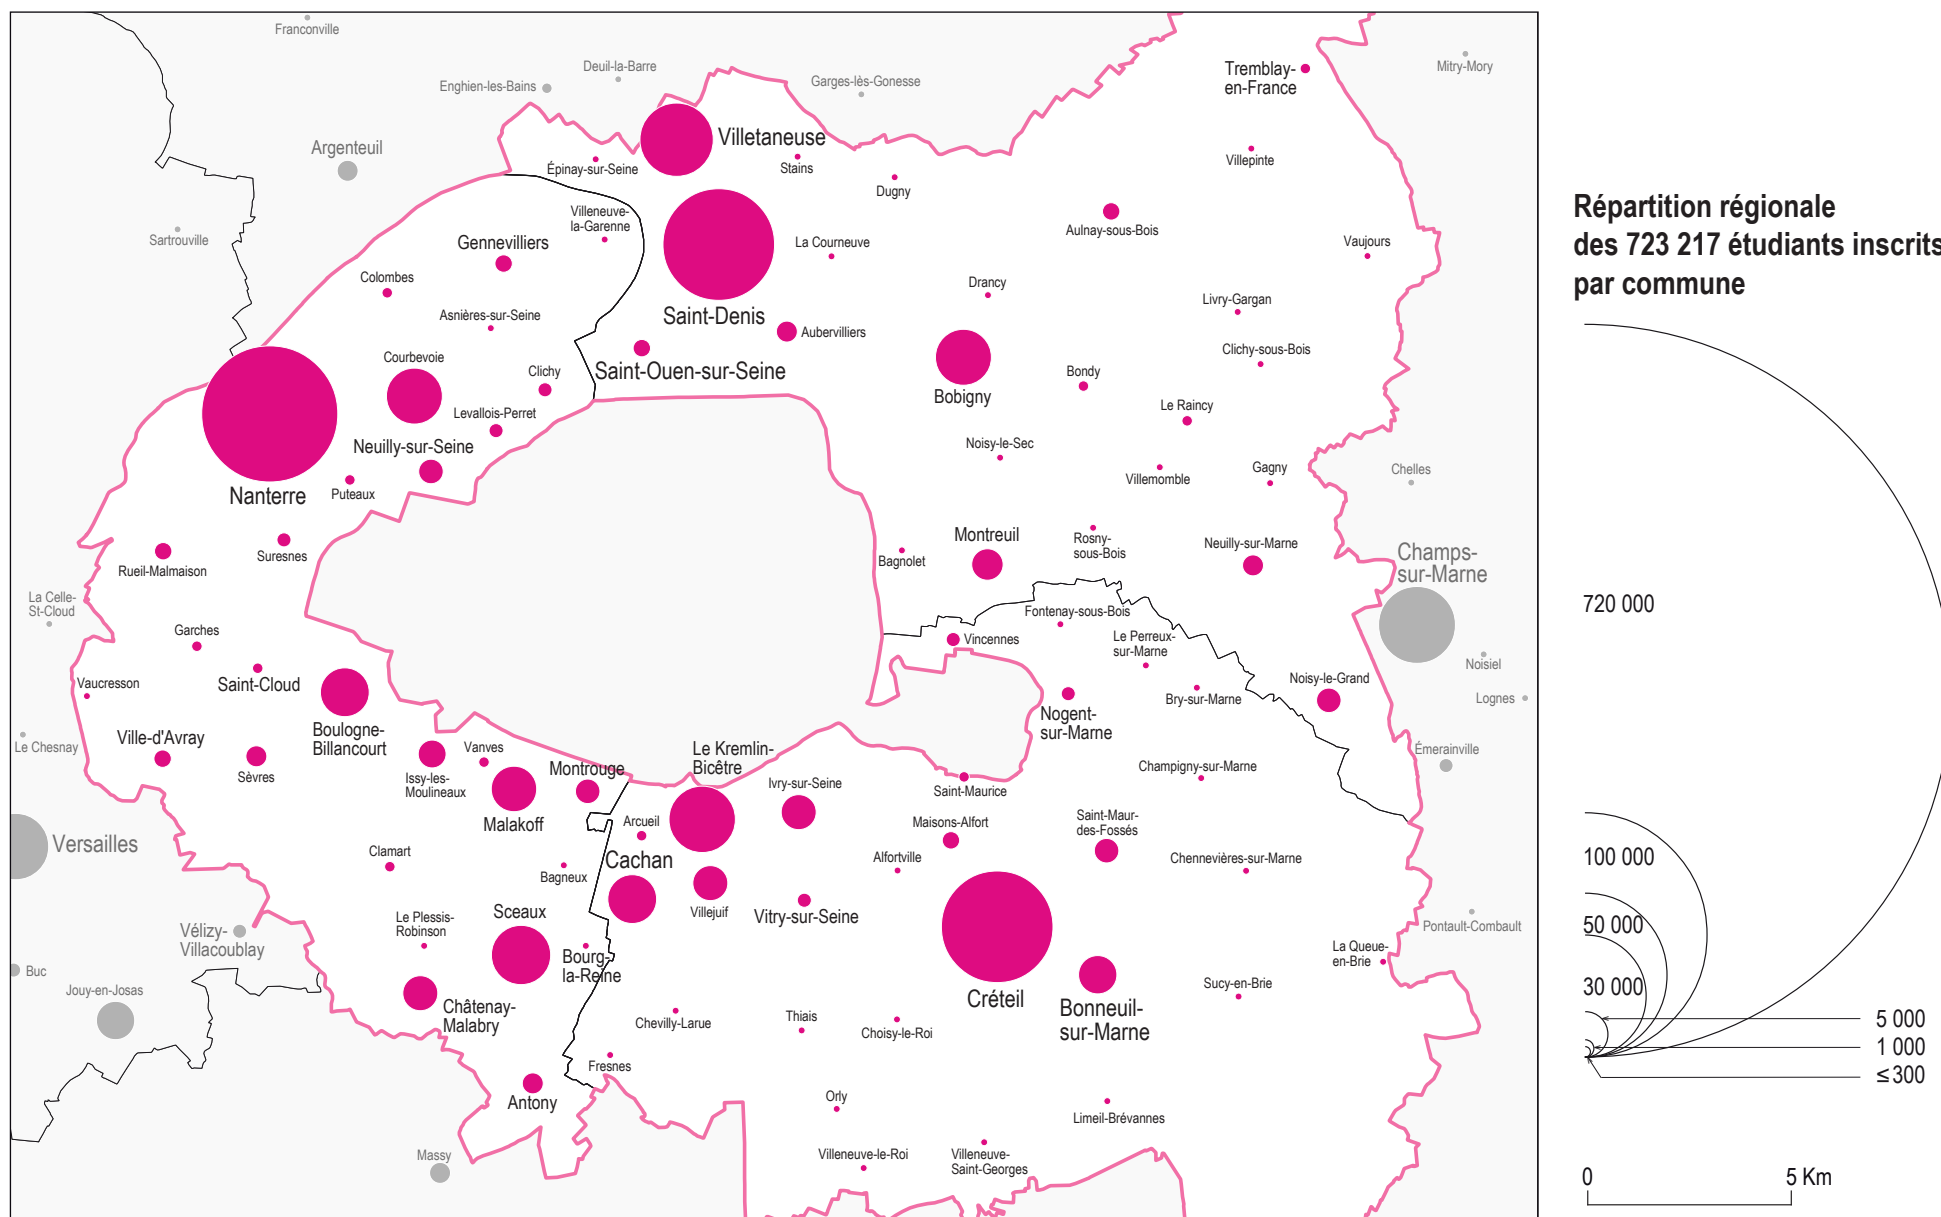 Franconville
Deuil-la-Barre
Enghien-les-Bains
Garges-lès-Gonesse
Mitry-Mory
Tremblay-
en-France
Argenteuil
Villetaneuse
Épinay-sur-Seine
Stains
Villepinte
Dugny
Sartrouville
Villeneuve-
la-Garenne
Gennevilliers
La Courneuve
Aulnay-sous-Bois
Vaujours
Colombes
Drancy
Livry-Gargan
Asnières-sur-Seine
Saint-Denis
Aubervilliers
Courbevoie
Clichy
Saint-Ouen-sur-Seine
Clichy-sous-Bois
Bobigny
Bondy
Levallois-Perret
Le Raincy
Neuilly-sur-Seine
Noisy-le-Sec
Nanterre
Puteaux
Villemomble
Gagny
Chelles
Montreuil
Suresnes
Rueil-Malmaison
Bagnolet
Rosny-
sous-Bois
Neuilly-sur-Marne
Champs-
sur-Marne
La Celle-
St-Cloud
Garches
Fontenay-sous-Bois
Vincennes
Le Perreux-
sur-Marne
Noisiel
Vaucresson
Saint-Cloud
Noisy-le-Grand
Bry-sur-Marne
Lognes
Nogent-
sur-Marne
Boulogne-
Billancourt
Le Chesnay
Ville-d'Avray
Sèvres
Issy-les-
Moulineaux
Vanves
Montrouge
Le Kremlin-
Bicêtre
Émerainville
Champigny-sur-Marne
Ivry-sur-Seine
Saint-Maurice
Malakoff
Arcueil
Maisons-Alfort
Saint-Maur-
des-Fossés
Versailles
Clamart
Bagneux
Cachan
Alfortville
Chennevières-sur-Marne
Villejuif
Vitry-sur-Seine
Sceaux
Le Plessis-
Robinson
Vélizy-
Villacoublay
Pontault-Combault
Bourg-
la-Reine
La Queue-
en-Brie
Buc
Jouy-en-Josas
Châtenay-
Malabry
Créteil
Bonneuil-
sur-Marne
Sucy-en-Brie
Chevilly-Larue
Thiais
Choisy-le-Roi
Fresnes
Antony
Orly
Limeil-Brévannes
Massy
Villeneuve-le-Roi
Villeneuve-
Saint-Georges
Répartition régionale
des 723 217 étudiants inscrits
par commune
720 000
100 000
50 000
30 000
5 000
1 000
≤ 300
0
5 Km